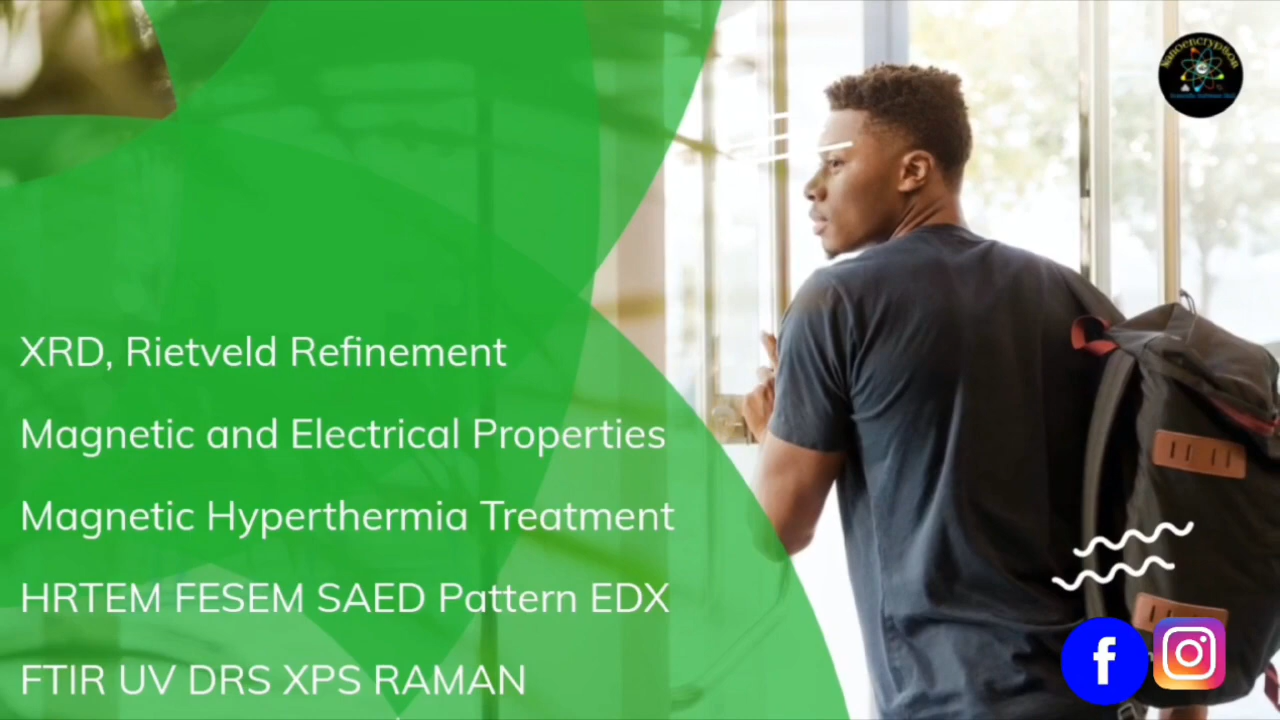 Nanoencryption
XRD, Rietveld Refinement
Magnetic and Electrical Properties
Magnetic Hyperthermia Treatment
HRTEM FESEM SAED Pattern EDX
FTIR UV DRS XPS RAMAN